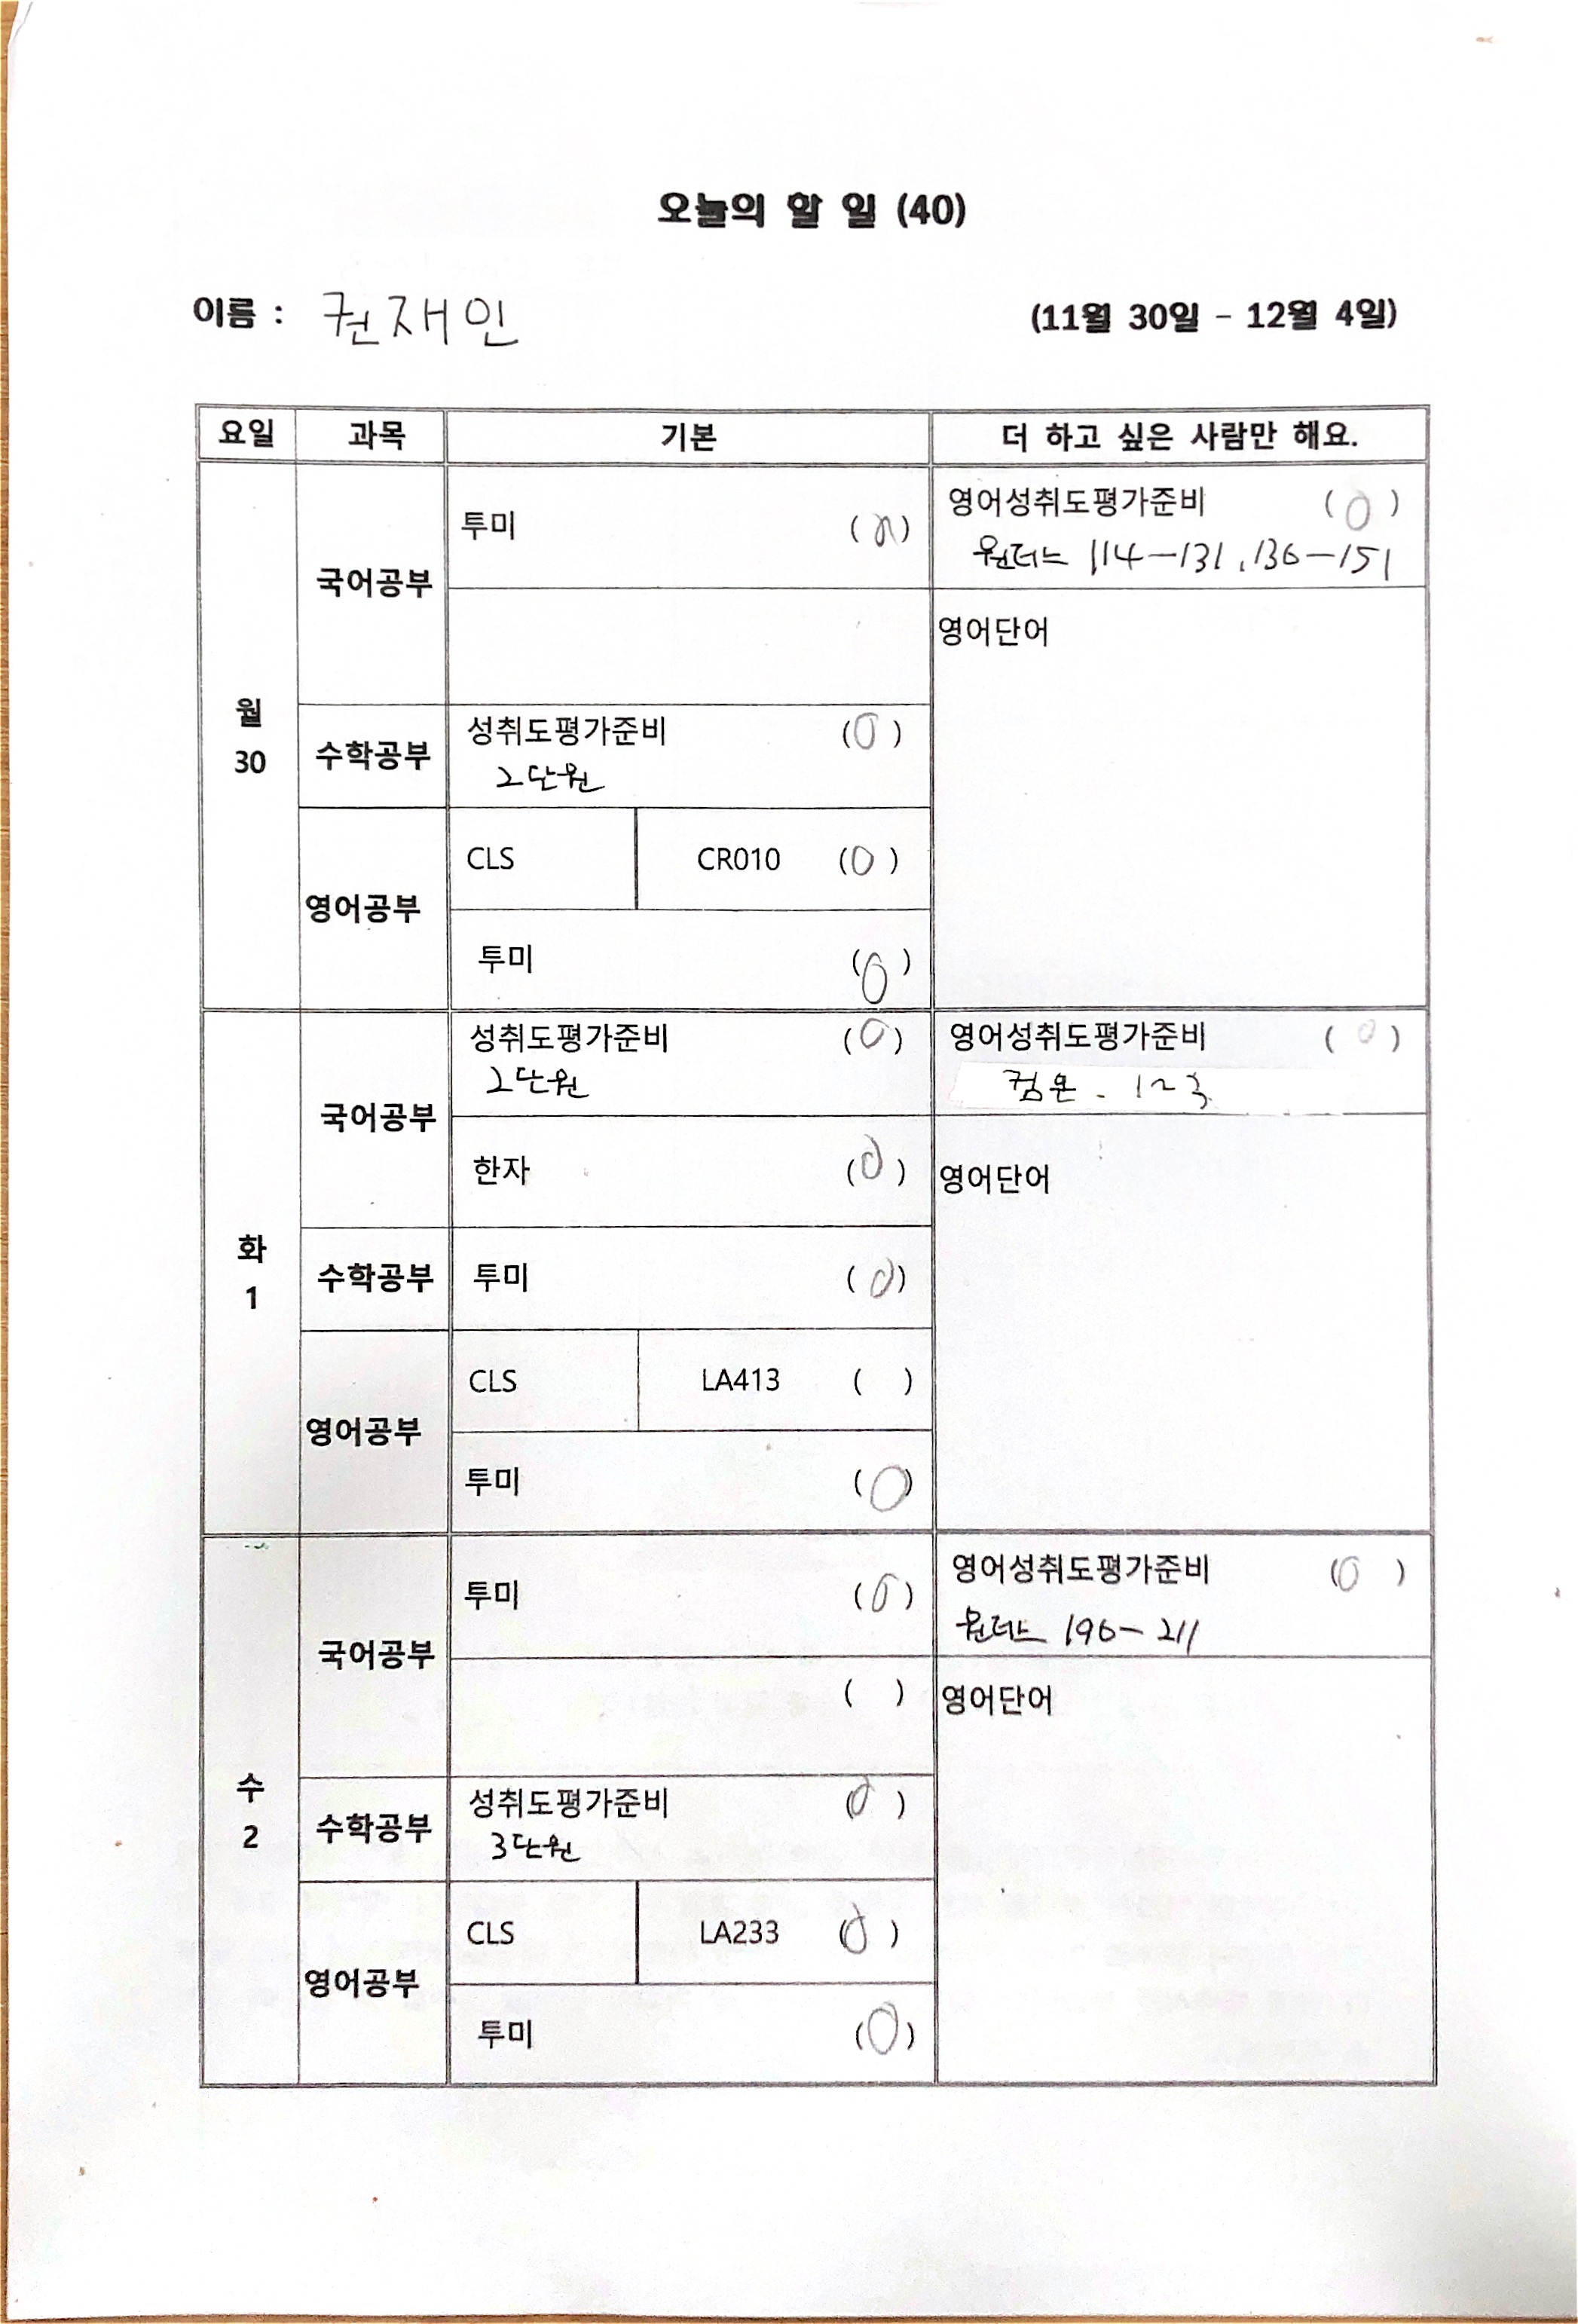 오늘의 할 일 (40)
이름 : 권재인 (11월 30일 - 12월 4일)
요일 과목 기본 더 하고 싶은 사람만 해요.
월
30
국어공부
투미 (0)
영어성취도평가준비 (0)
원더스 114-131, 136-151
영어단어
수학공부
성취도평가준비 (0)
2단원
영어공부
CLS CR010 (0)
투미 (0)
화
1
국어공부
성취도평가준비 (0)
2단원
영어성취도평가준비 (0)
1~3
한자 (0)
영어단어
수학공부
투미 (0)
영어공부
CLS LA413 ( )
투미 (0)
수
2
국어공부
투미 (0)
영어성취도평가준비 (0)
원더스 196-211
( )
영어단어
수학공부
성취도평가준비 (0)
3단원
영어공부
CLS LA233 (0)
투미 (0)